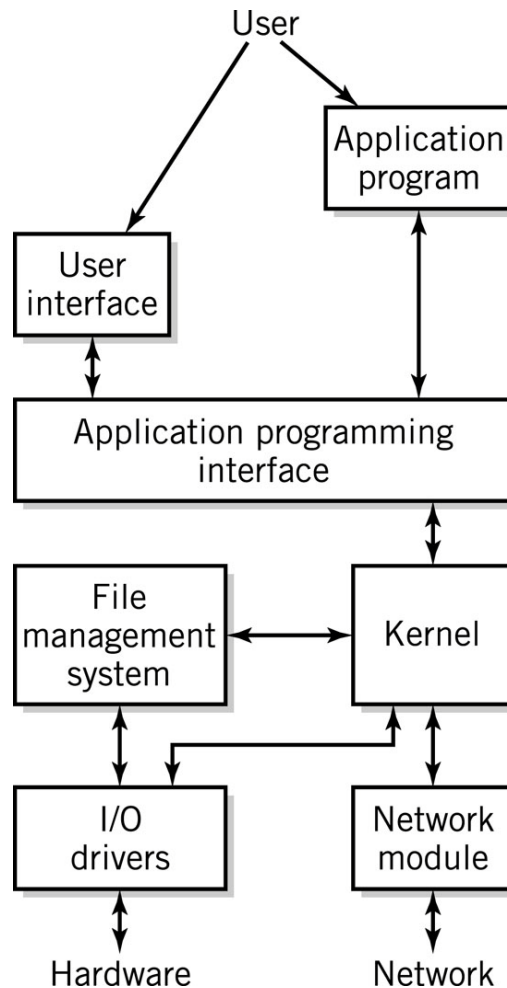 User
Application
program
User
interface
Application programming
interface
File
management
system
Kernel
I/O
drivers
Network
module
Hardware
Network